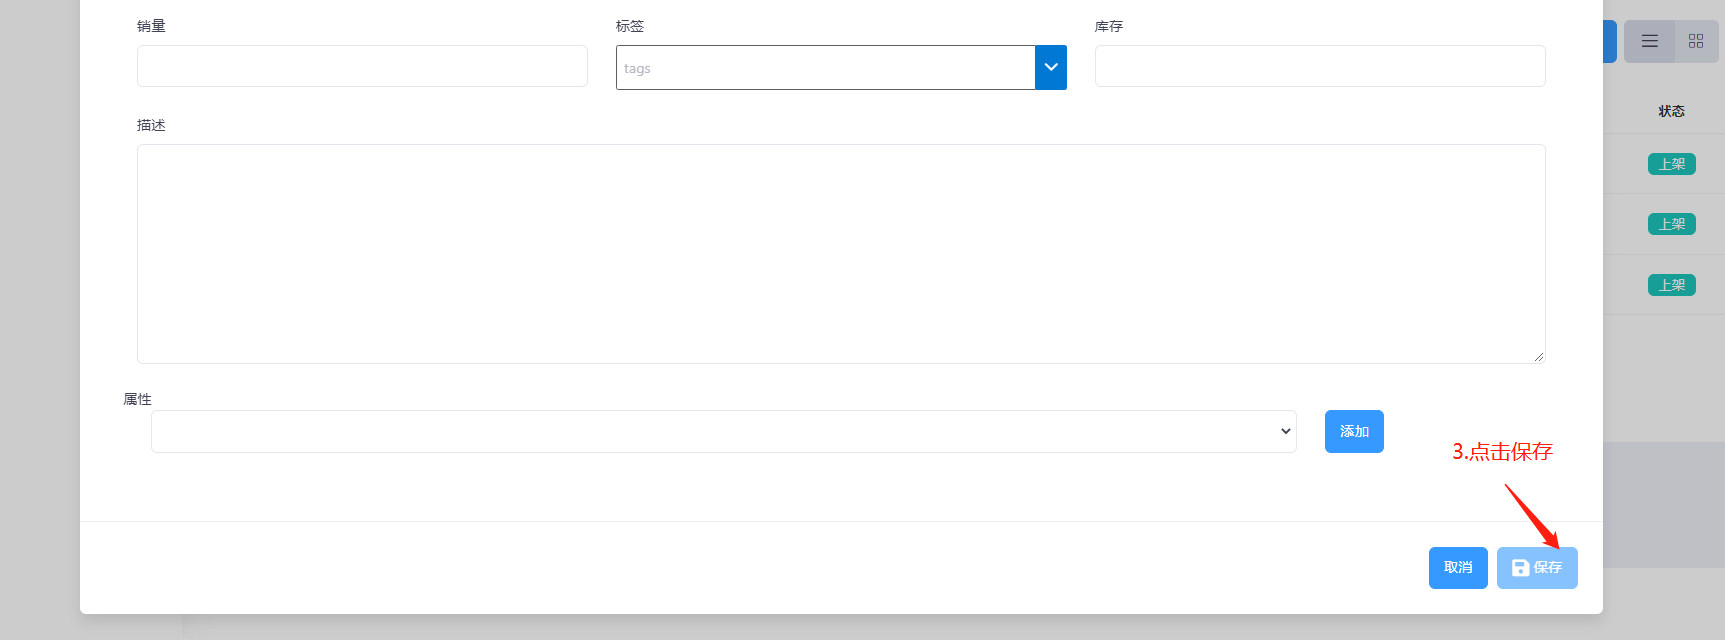 销量 标签 库存
tags
状态
描述
上架
上架
上架
属性
添加
3.点击保存
取消 保存